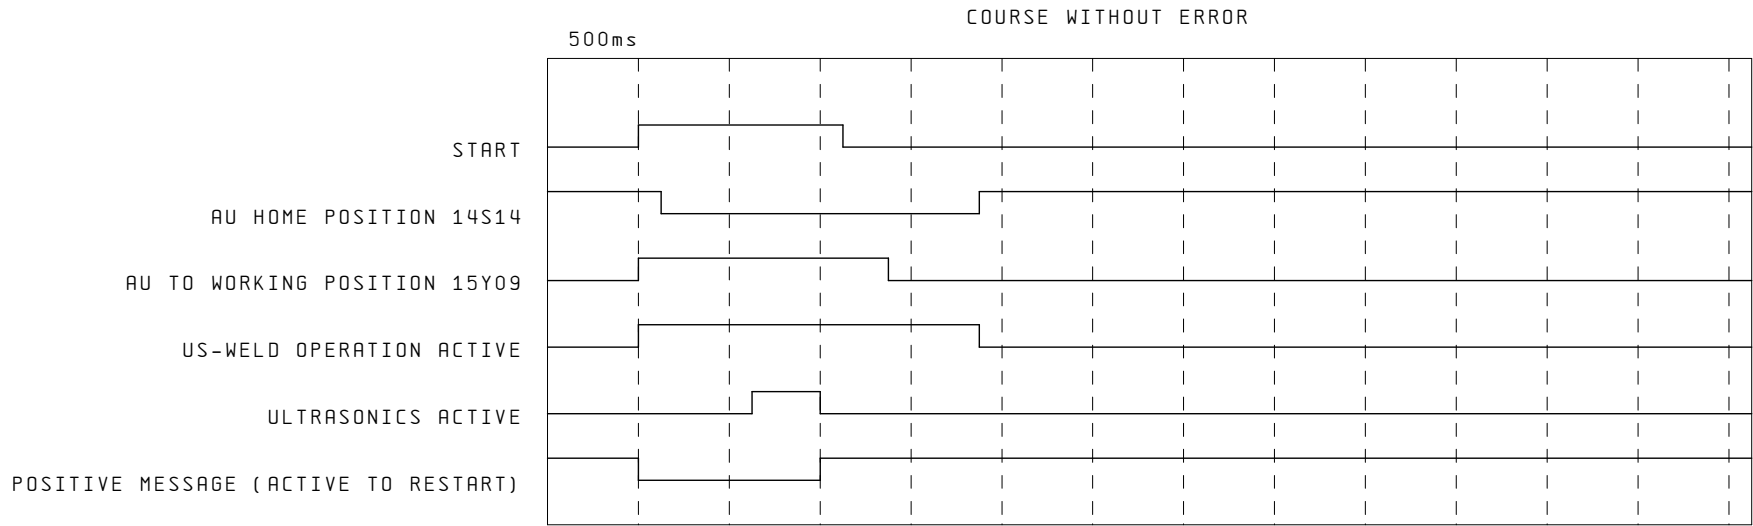 COURSE WITHOUT ERROR
500ms
START
AU HOME POSITION 14S14
AU TO WORKING POSITION 15Y09
US-WELD OPERATION ACTIVE
ULTRASONICS ACTIVE
POSITIVE MESSAGE (ACTIVE TO RESTART)